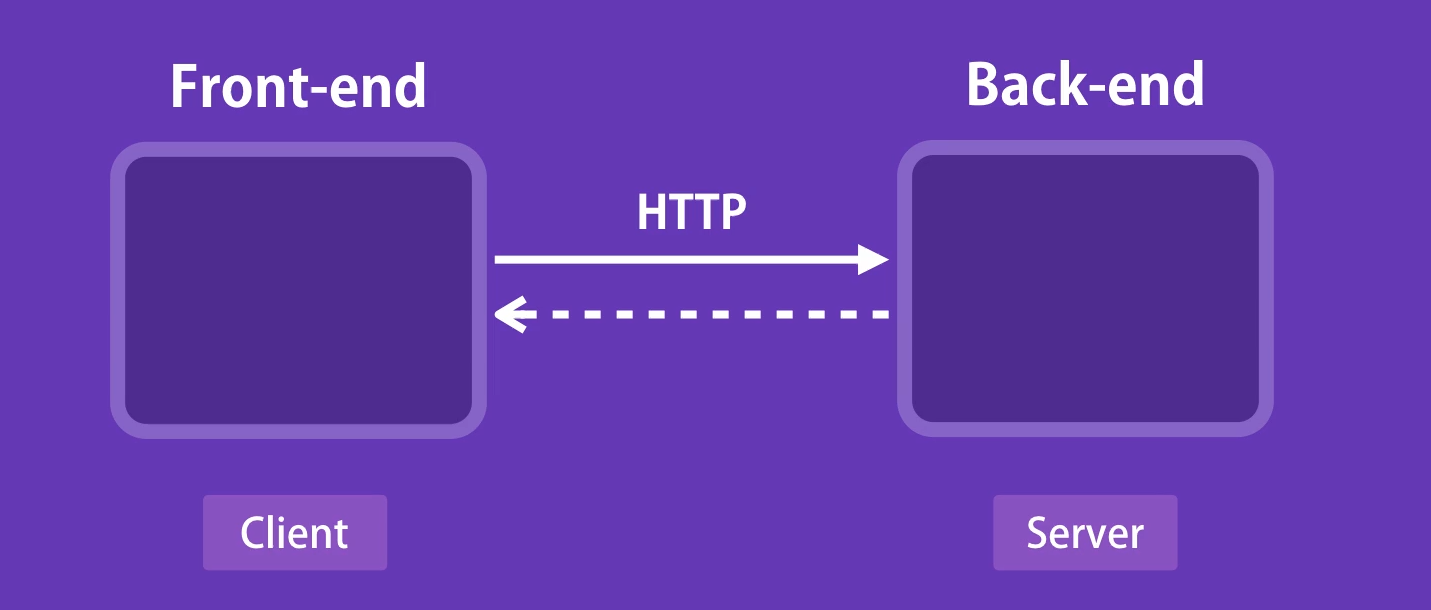 Front-end
Back-end
HTTP
Client
Server